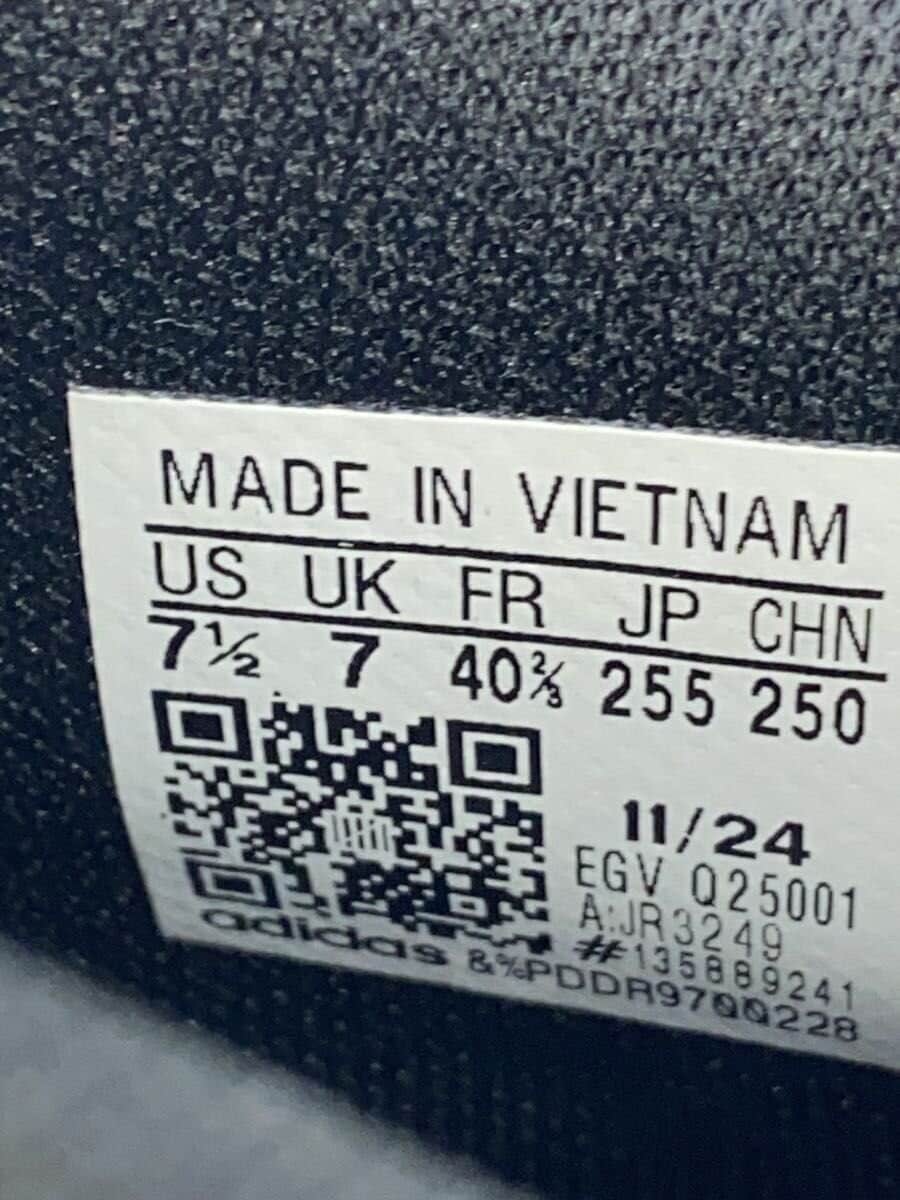 MADE IN VIETNAM
US UK FR JP CHN
7½ 7 40⅔ 255 250
11/24
EGV Q25001
A:JR3249
#135889241
adidas &%PDDR9700228